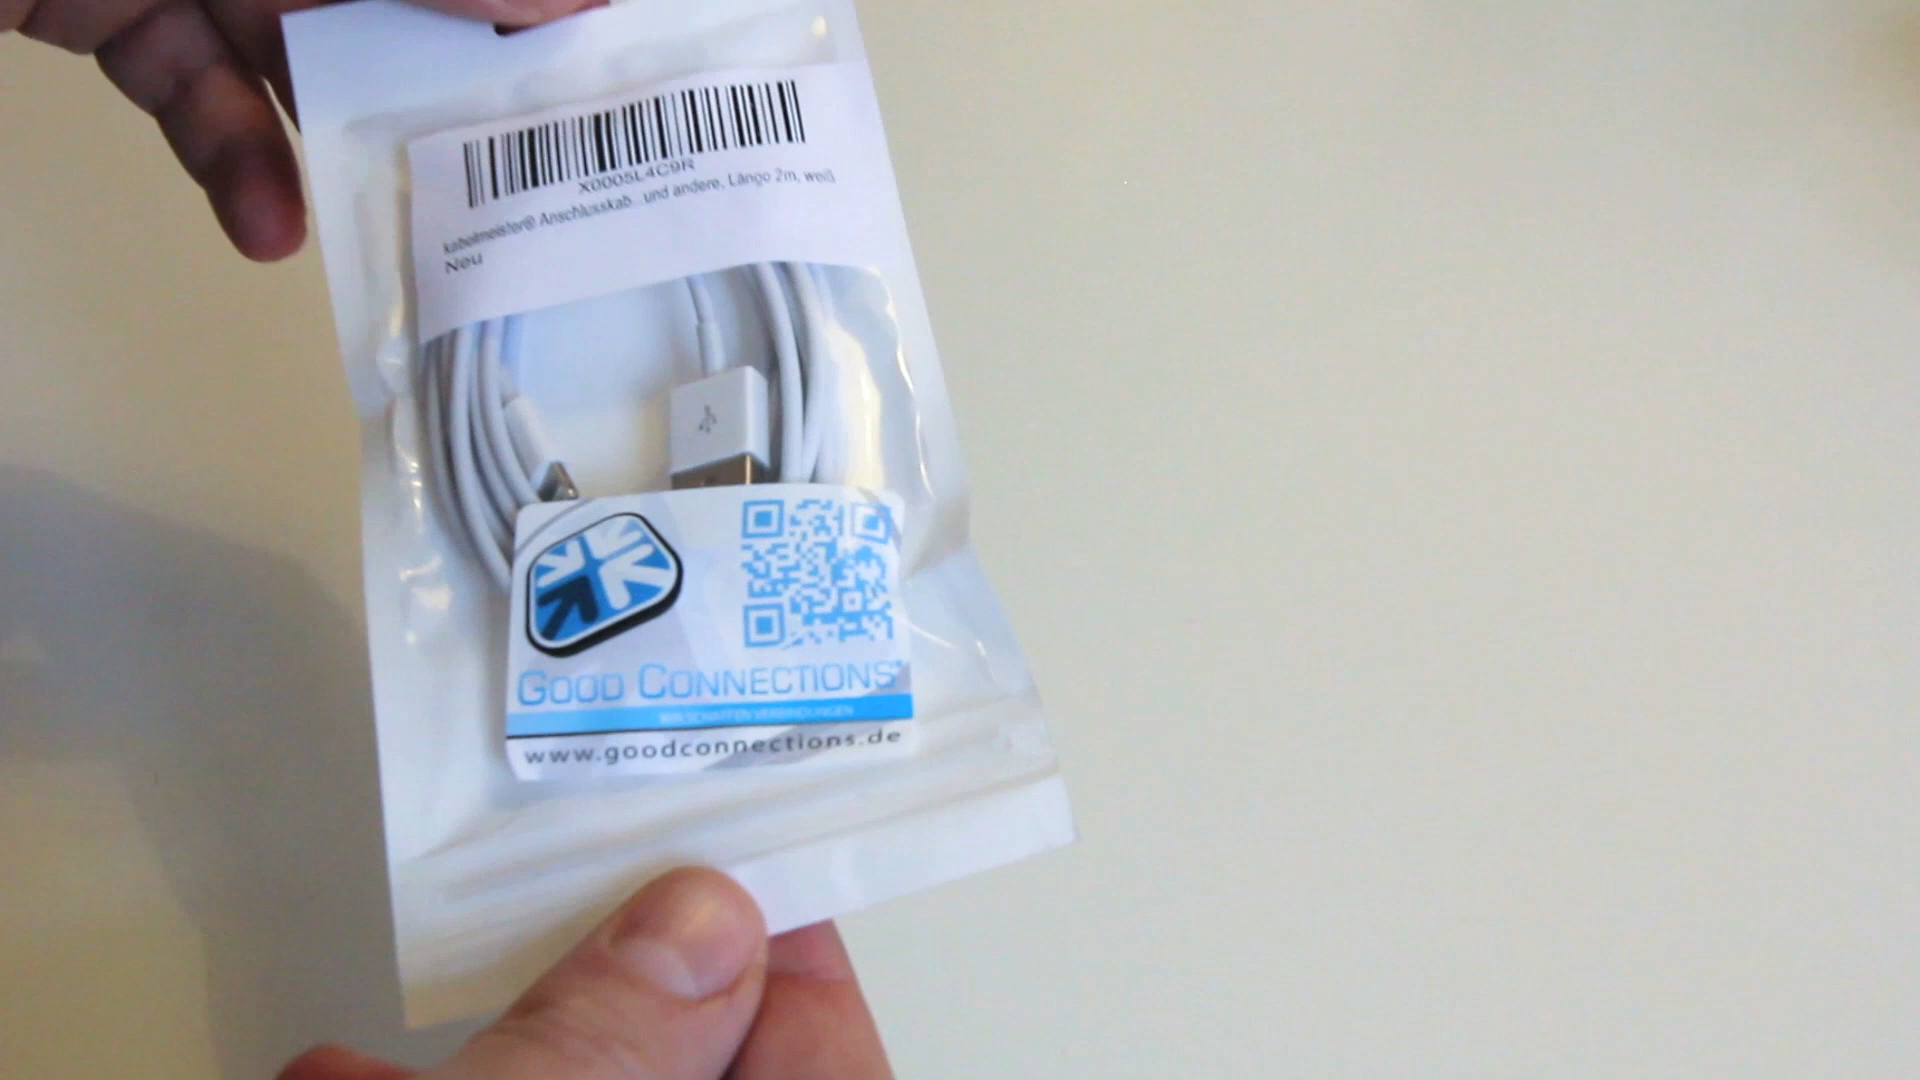 X0005L4C9R
kabelmeister® Anschlusskab...und andere, Länge 2m, weiß
Neu
GOOD CONNECTIONS®
WIR SCHAFFEN VERBINDUNGEN
www.goodconnections.de